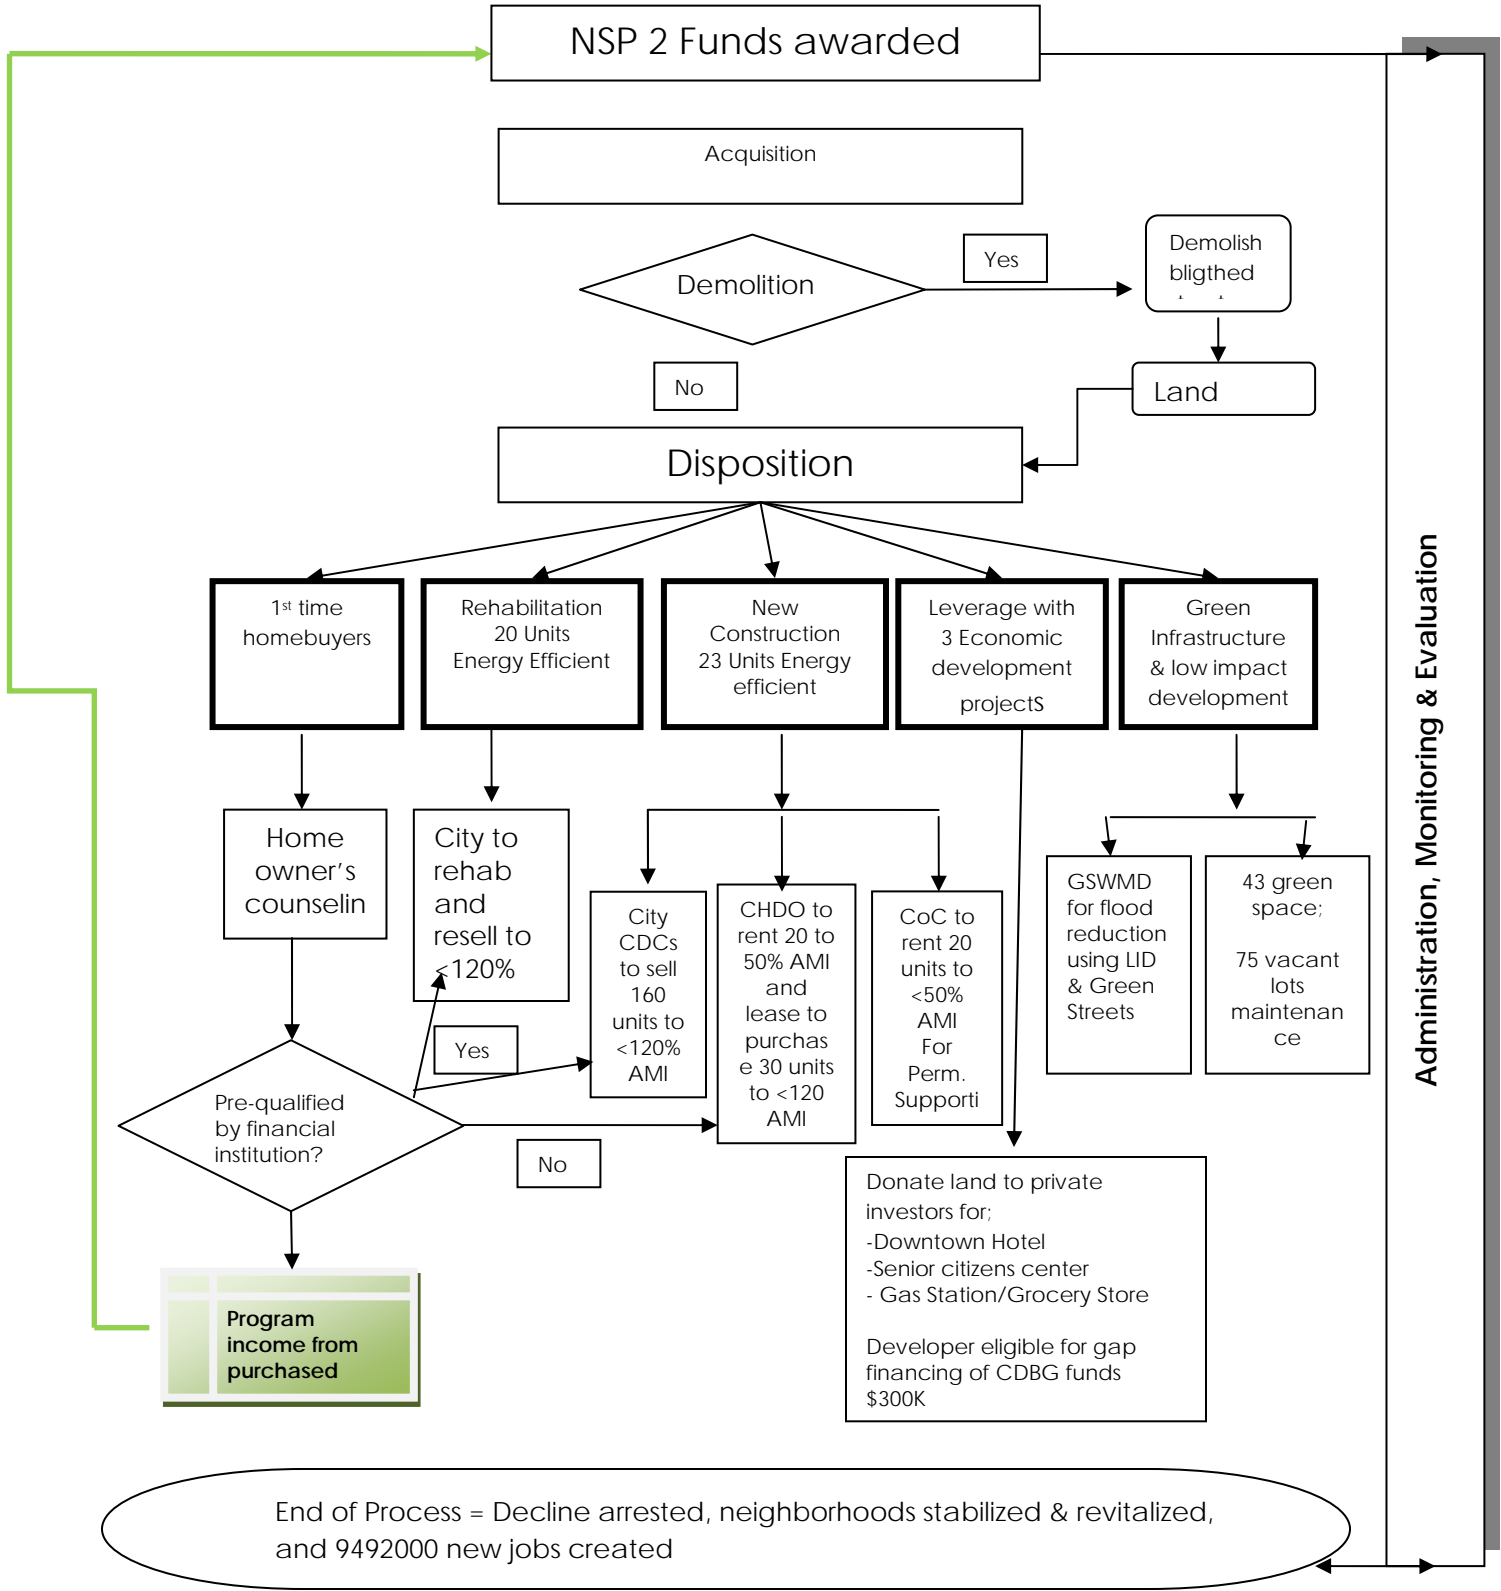 NSP 2 Funds awarded
Acquisition
Demolition
Yes
Demolish
bligthed
No
Land
Disposition
1st time
homebuyers
Rehabilitation
20 Units
Energy Efficient
New
Construction
23 Units Energy
efficient
Leverage with
3 Economic
development
projects
Green
Infrastructure
& low impact
development
Home
owner's
counselin
City to
rehab
and
resell to
<120%
City
CDCs
to sell
160
units to
<120%
AMI
CHDO to
rent 20 to
50% AMI
and
lease to
purchas
e 30 units
to <120
AMI
CoC to
rent 20
units to
<50%
AMI
For
Perm.
Supporti
GSWMD
for flood
reduction
using LID
& Green
Streets
43 green
space;
75 vacant
lots
maintenan
ce
Yes
Pre-qualified
by financial
institution?
No
Donate land to private
investors for;
-Downtown Hotel
-Senior citizens center
- Gas Station/Grocery Store
Developer eligible for gap
financing of CDBG funds
$300K
Program
income from
purchased
End of Process = Decline arrested, neighborhoods stabilized & revitalized,
and 9492000 new jobs created
Administration, Monitoring & Evaluation